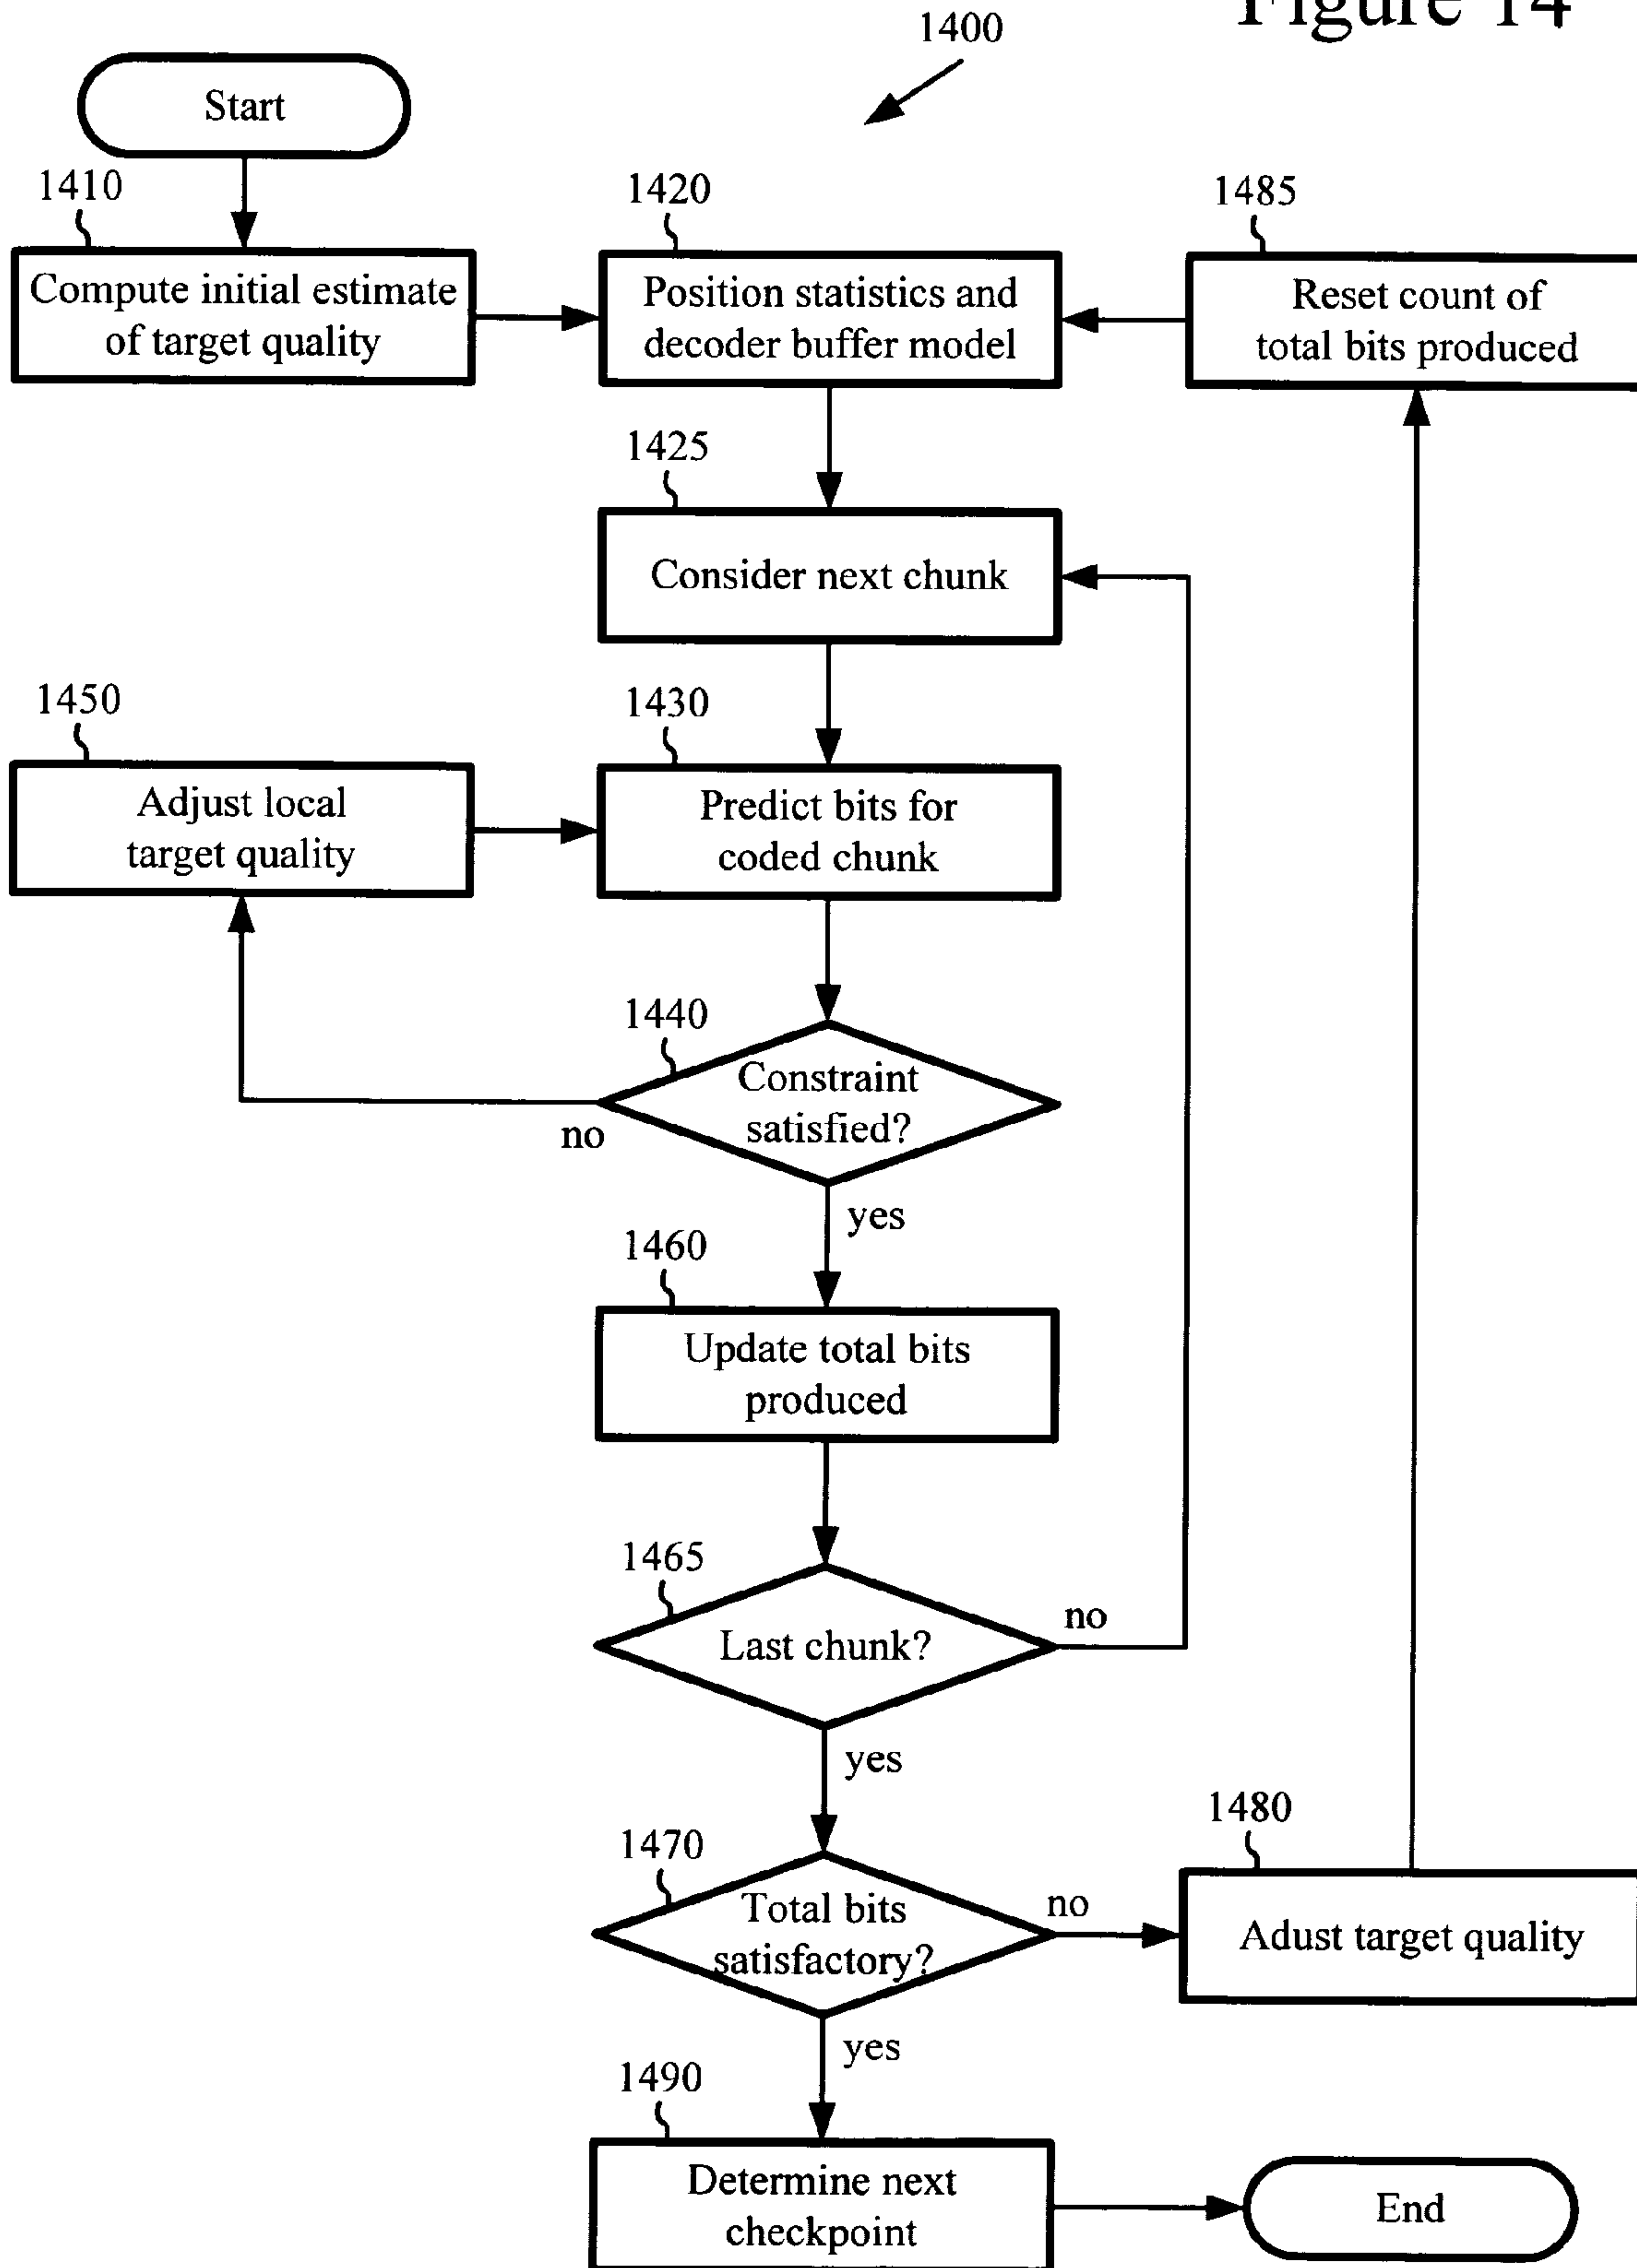 Figure 14
1400
Start
1410
Compute initial estimate
of target quality
1420
Position statistics and
decoder buffer model
1485
Reset count of
total bits produced
1425
Consider next chunk
1450
Adjust local
target quality
1430
Predict bits for
coded chunk
1440
Constraint
satisfied?
no
yes
1460
Update total bits
produced
1465
Last chunk?
no
yes
1470
Total bits
satisfactory?
no
1480
Adust target quality
yes
1490
Determine next
checkpoint
End